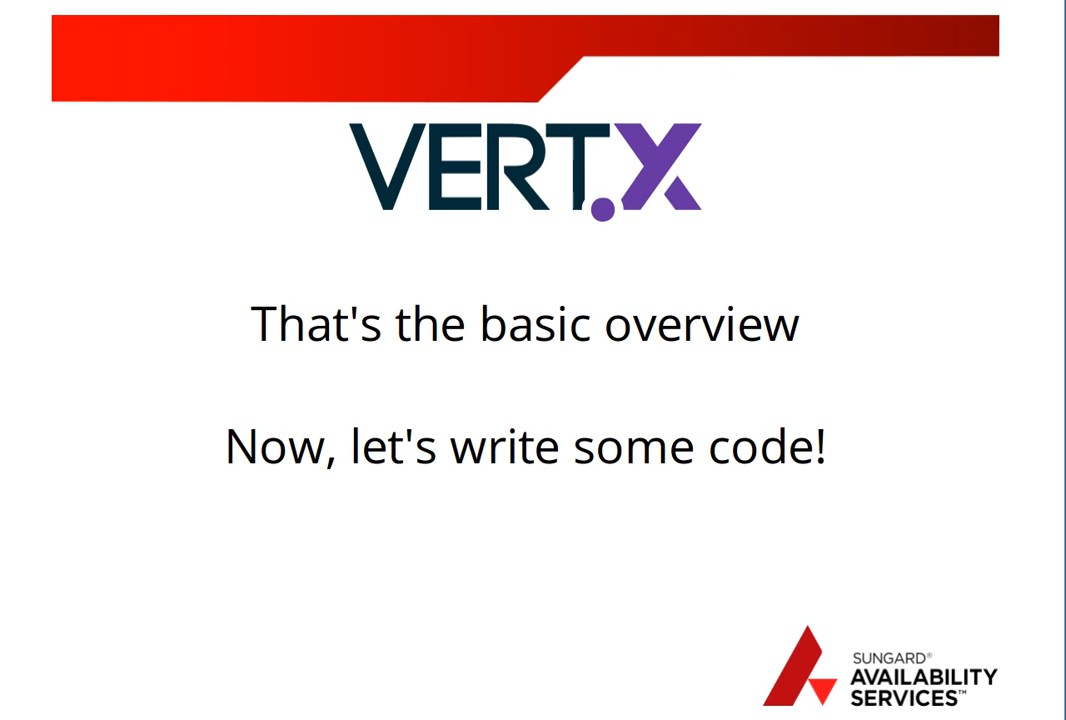 VERT.X
That's the basic overview
Now, let's write some code!
SUNGARD®
AVAILABILITY
SERVICES™